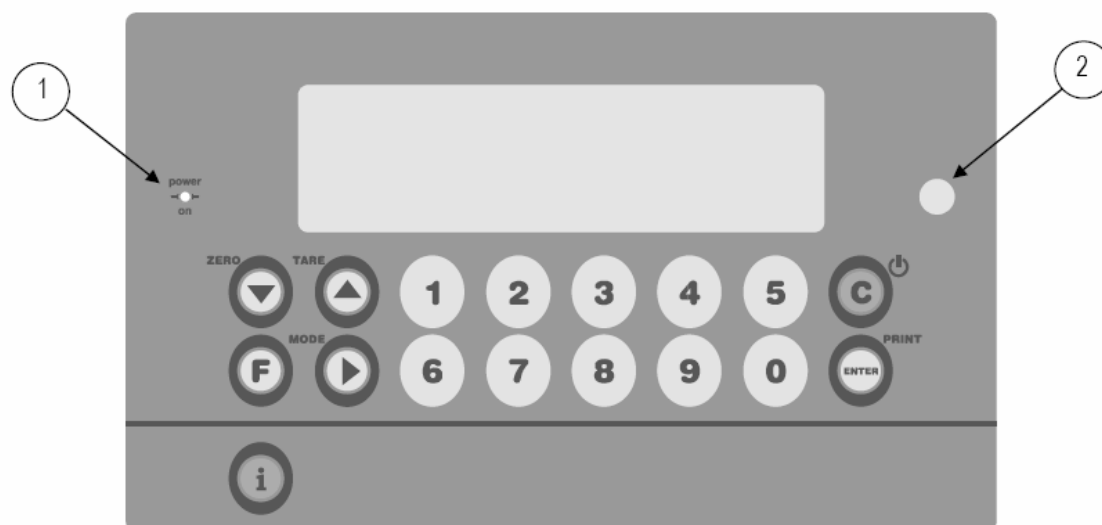 1
2
power
on
ZERO TARE 1 2 3 4 5 C
F MODE 6 7 8 9 0 ENTER PRINT
i